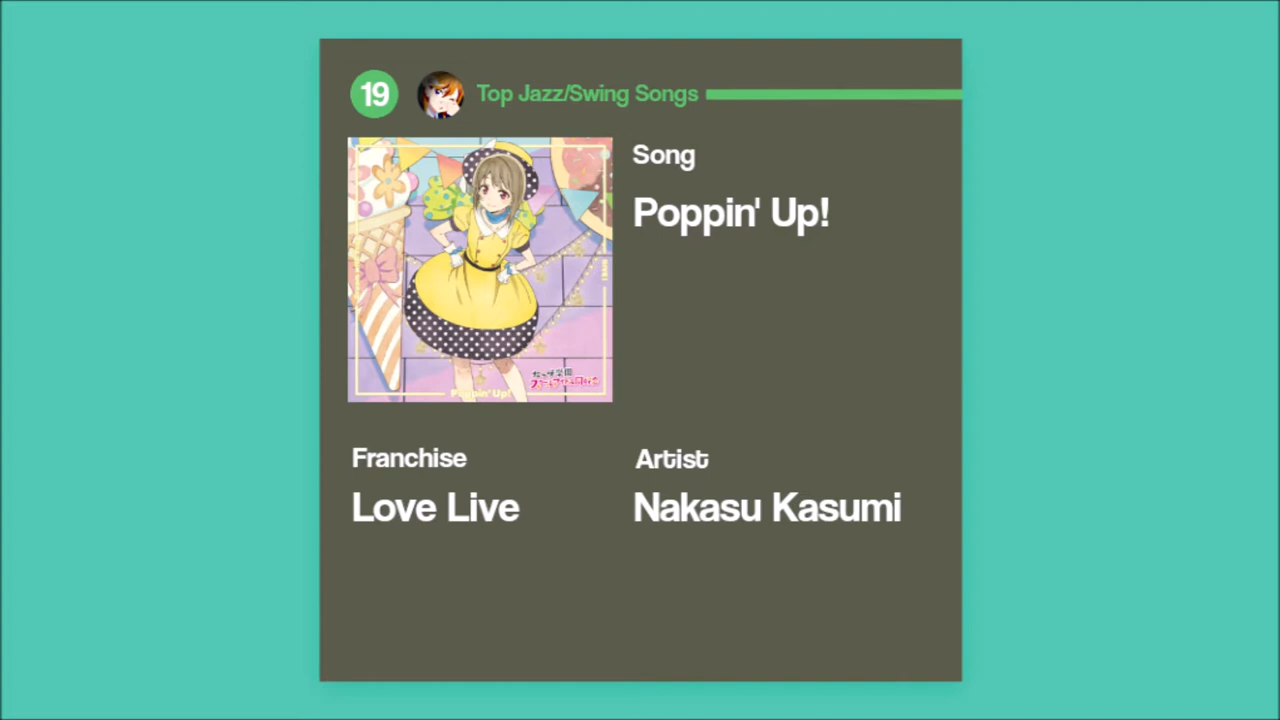 19
Top Jazz/Swing Songs
Song
Poppin' Up!
Poppin' Up!
Franchise
Artist
Love Live
Nakasu Kasumi